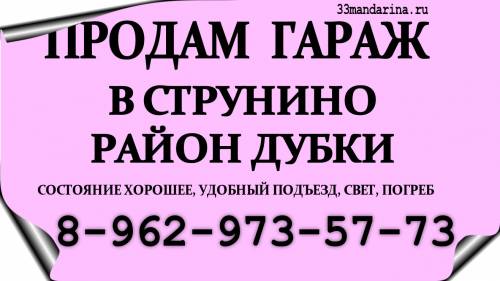 33mandarina.ru
ПРОДАМ ГАРАЖ
В СТРУНИНО
РАЙОН ДУБКИ
СОСТОЯНИЕ ХОРОШЕЕ, УДОБНЫЙ ПОДЪЕЗД, СВЕТ, ПОГРЕБ
8-962-973-57-73